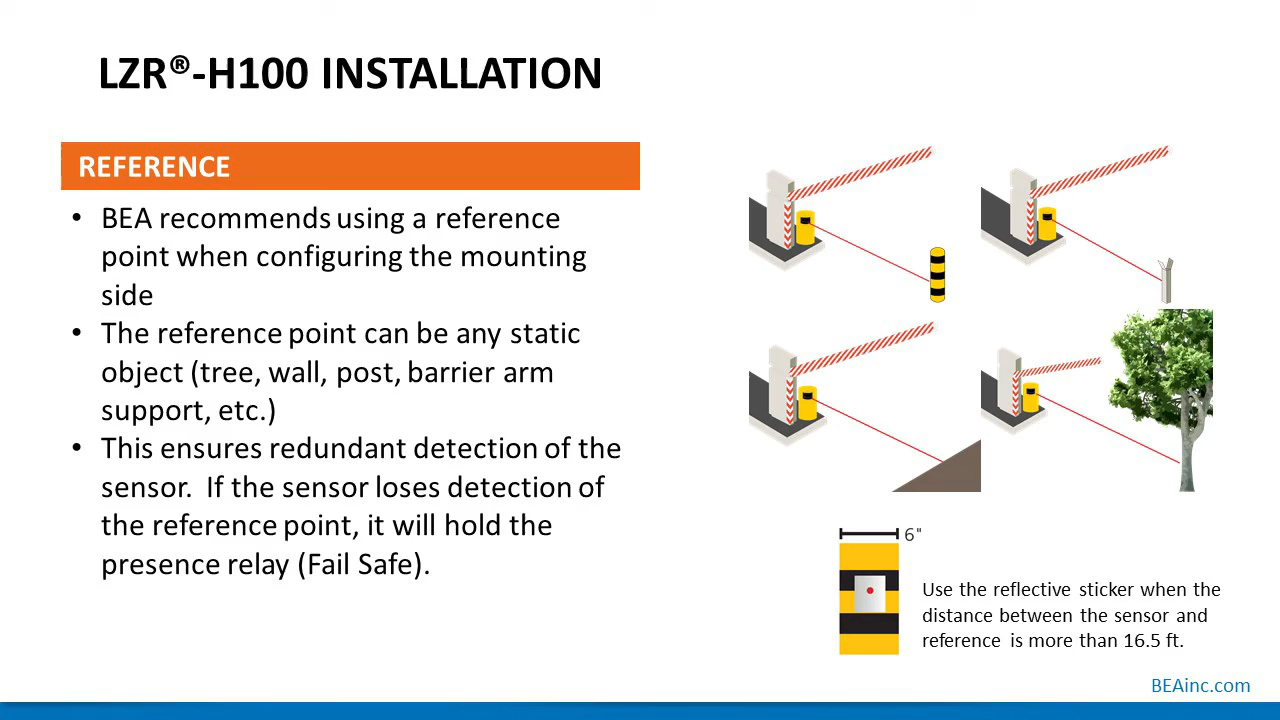 LZR®-H100 INSTALLATION
REFERENCE
• BEA recommends using a reference
point when configuring the mounting
side
• The reference point can be any static
object (tree, wall, post, barrier arm
support, etc.)
• This ensures redundant detection of the
sensor.  If the sensor loses detection of
the reference point, it will hold the
presence relay (Fail Safe).
6"
Use the reflective sticker when the
distance between the sensor and
reference is more than 16.5 ft.
BEAinc.com